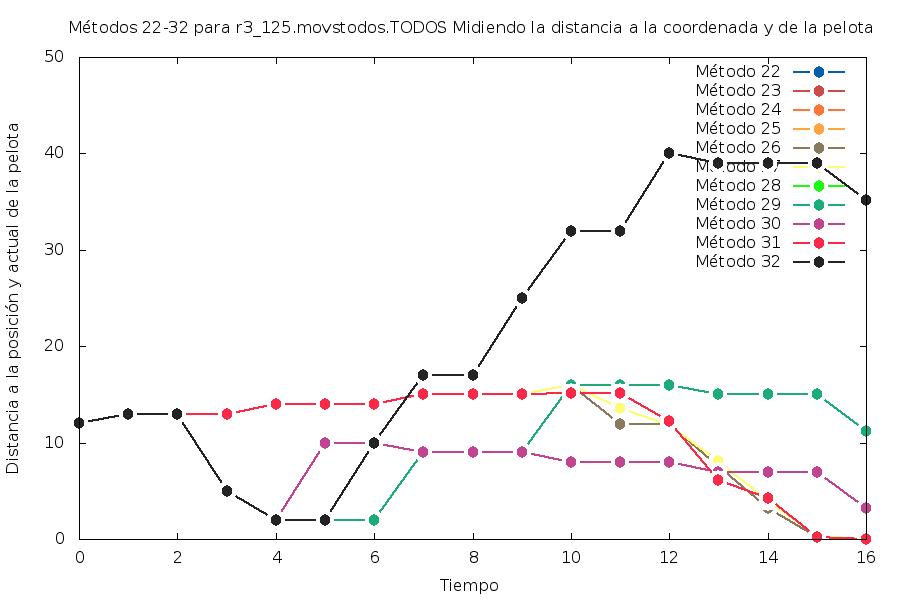 Métodos 22-32 para r3_125.movstodos.TODOS Midiendo la distancia a la coordenada y de la pelota
Distancia a la posición y actual de la pelota
50
40
30
20
10
0
Método 22
Método 23
Método 24
Método 25
Método 26
Método 28
Método 29
Método 30
Método 31
Método 32
0 2 4 6 8 10 12 14 16
Tiempo